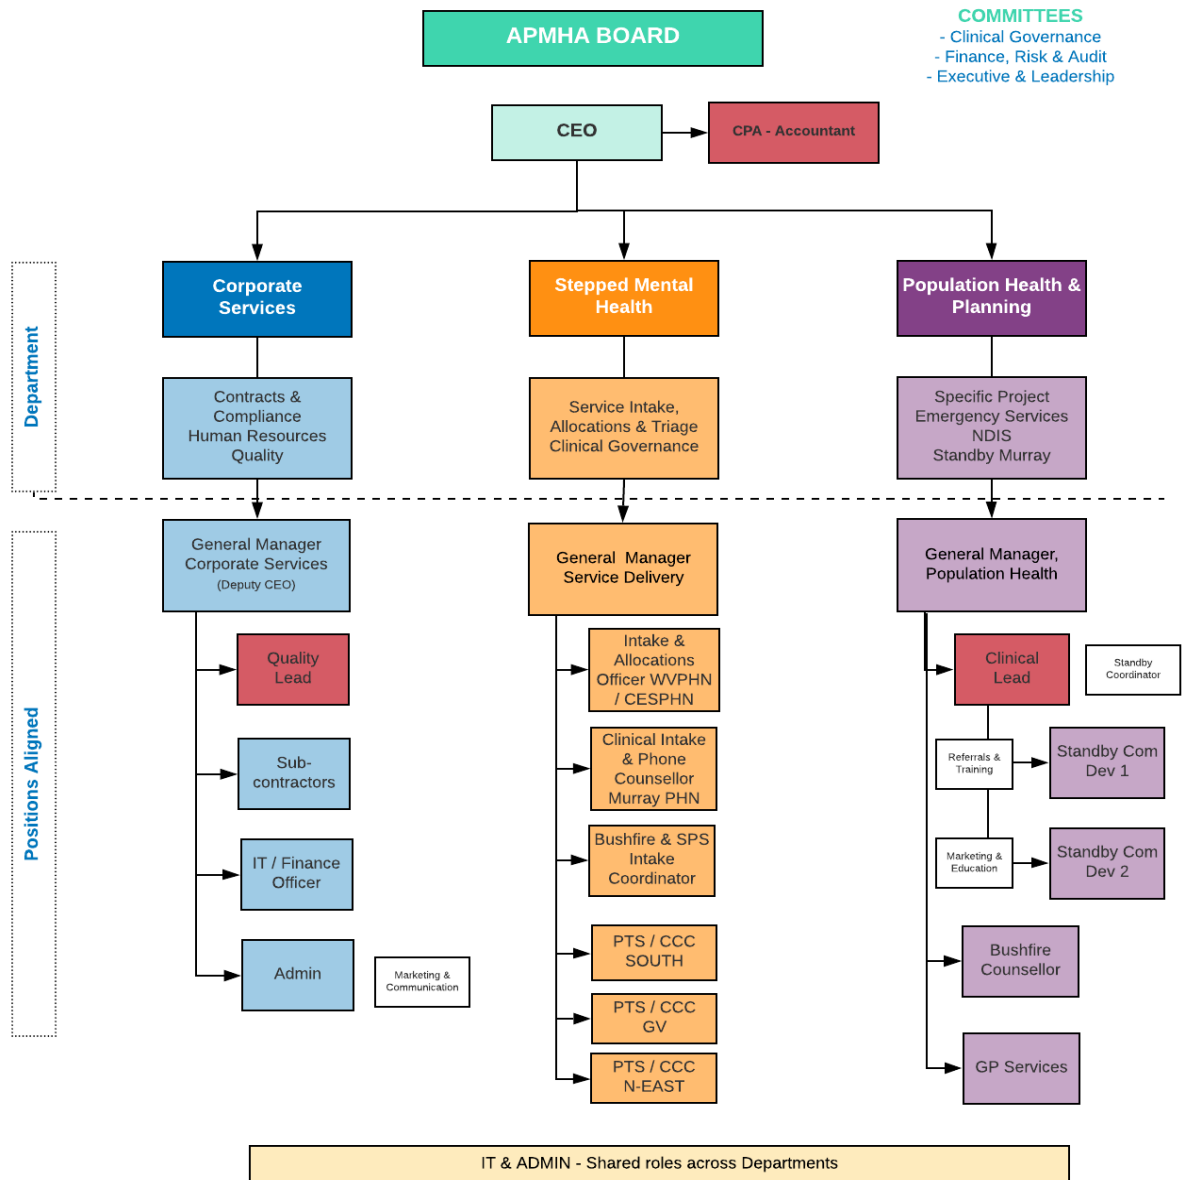 APMHA BOARD
COMMITTEES
- Clinical Governance
- Finance, Risk & Audit
- Executive & Leadership
CEO
CPA - Accountant
Department
Corporate
Services
Stepped Mental
Health
Population Health &
Planning
Contracts &
Compliance
Human Resources
Quality
Service Intake,
Allocations & Triage
Clinical Governance
Specific Project
Emergency Services
NDIS
Standby Murray
Positions Aligned
General Manager
Corporate Services
(Deputy CEO)
Quality
Lead
Sub-
contractors
IT / Finance
Officer
Admin
Marketing &
Communication
General  Manager
Service Delivery
Intake &
Allocations
Officer WVPHN
/ CESPHN
Clinical Intake
& Phone
Counsellor
Murray PHN
Bushfire & SPS
Intake
Coordinator
PTS / CCC
SOUTH
PTS / CCC
GV
PTS / CCC
N-EAST
General Manager,
Population Health
Clinical
Lead
Standby
Coordinator
Referrals &
Training
Standby Com
Dev 1
Marketing &
Education
Standby Com
Dev 2
Bushfire
Counsellor
GP Services
IT & ADMIN - Shared roles across Departments